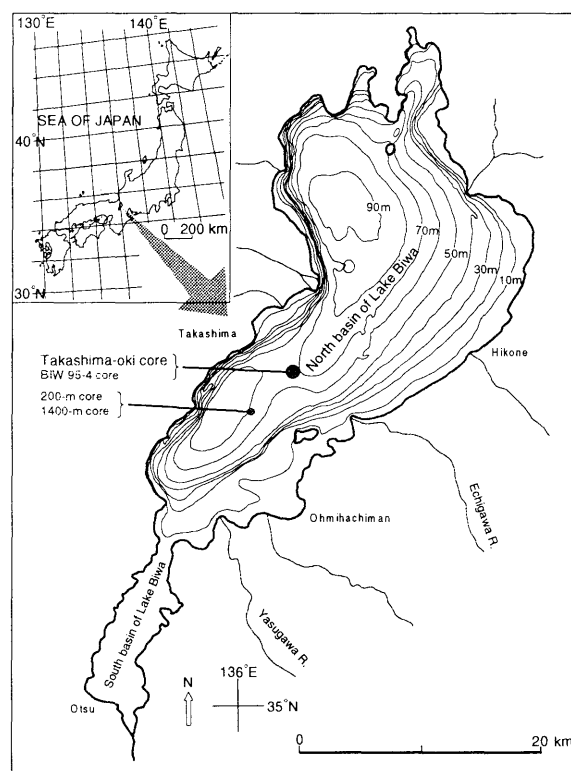 130°E
140°E
SEA OF JAPAN
40°N
0 200 km
30°N
90m
70m
50m
30m
10m
North basin of Lake Biwa
Takashima
Hikone
Takashima-oki core
BIW 95-4 core
200-m core
1400-m core
Echigawa R.
Ohmihachiman
South basin of Lake Biwa
Yasugawa R.
136°E
N
35°N
Otsu
0
20 km